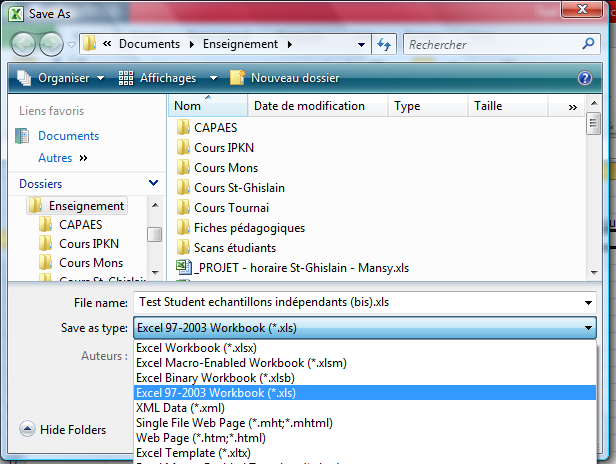 Save As
« Documents ▸ Enseignement ▸
Rechercher
Organiser Affichages Nouveau dossier
Liens favoris
Documents
Autres »
Dossiers
Enseignement
CAPAES
Cours IPKN
Cours Mons
Cours St-Ghislain
Nom Date de modification Type Taille »
CAPAES
Cours IPKN
Cours Mons
Cours St-Ghislain
Cours Tournai
Fiches pédagogiques
Scans étudiants
_PROJET - horaire St-Ghislain - Mansy.xls
File name: Test Student echantillons indépendants (bis).xls
Save as type: Excel 97-2003 Workbook (*.xls)
Auteurs :
Excel Workbook (*.xlsx)
Excel Macro-Enabled Workbook (*.xlsm)
Excel Binary Workbook (*.xlsb)
Excel 97-2003 Workbook (*.xls)
XML Data (*.xml)
Single File Web Page (*.mht;*.mhtml)
Web Page (*.htm;*.html)
Excel Template (*.xltx)
Hide Folders